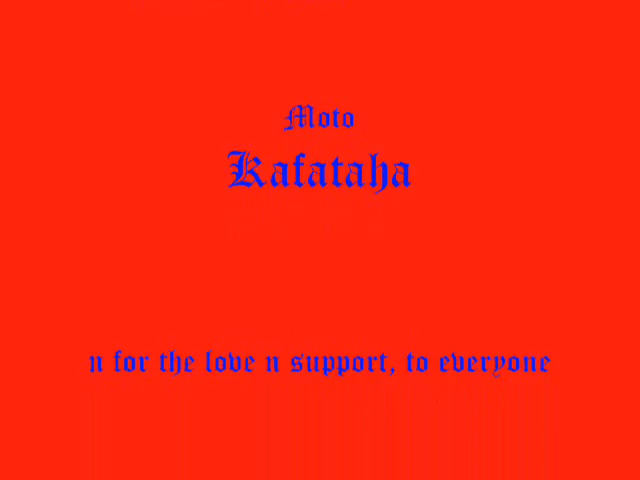 Moto
Kafataha
n for the love n support, to everyone